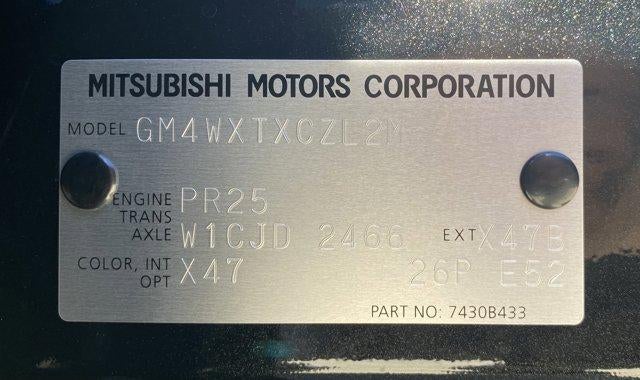 MITSUBISHI MOTORS CORPORATION
MODEL GM4WXTXCZL2M
ENGINE PR25
TRANS
AXLE W1CJD 2466 EXT X47B
COLOR, INT X47 26P E52
OPT
PART NO: 7430B433